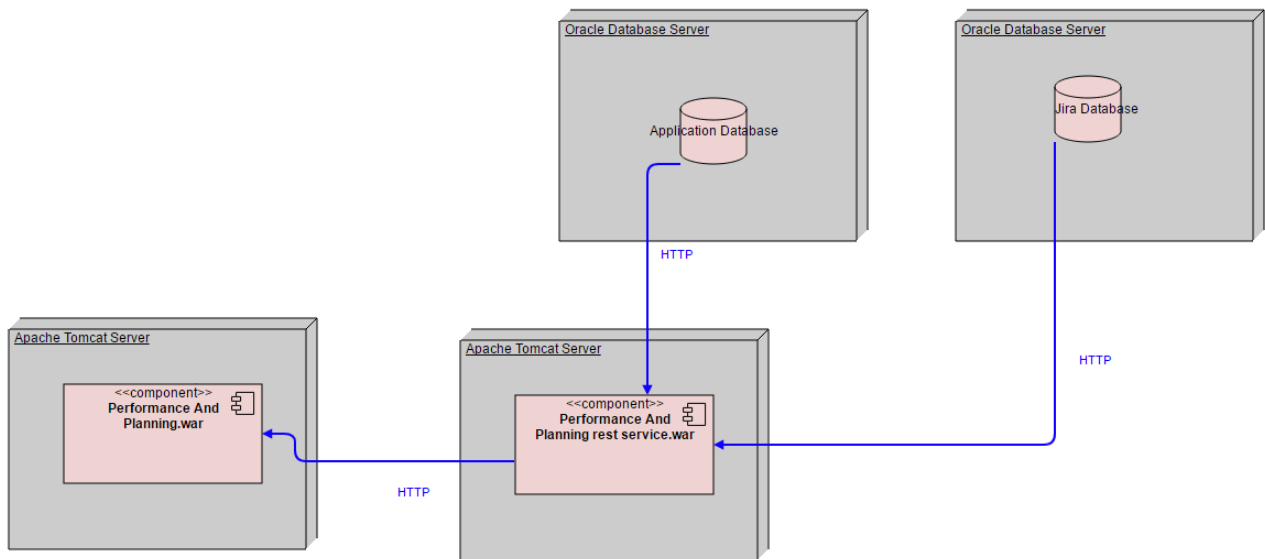 Oracle Database Server
Oracle Database Server
Jira Database
Application Database
HTTP
Apache Tomcat Server
Apache Tomcat Server
HTTP
<<component>>
Performance And
Planning.war
<<component>>
Performance And
Planning rest service.war
HTTP